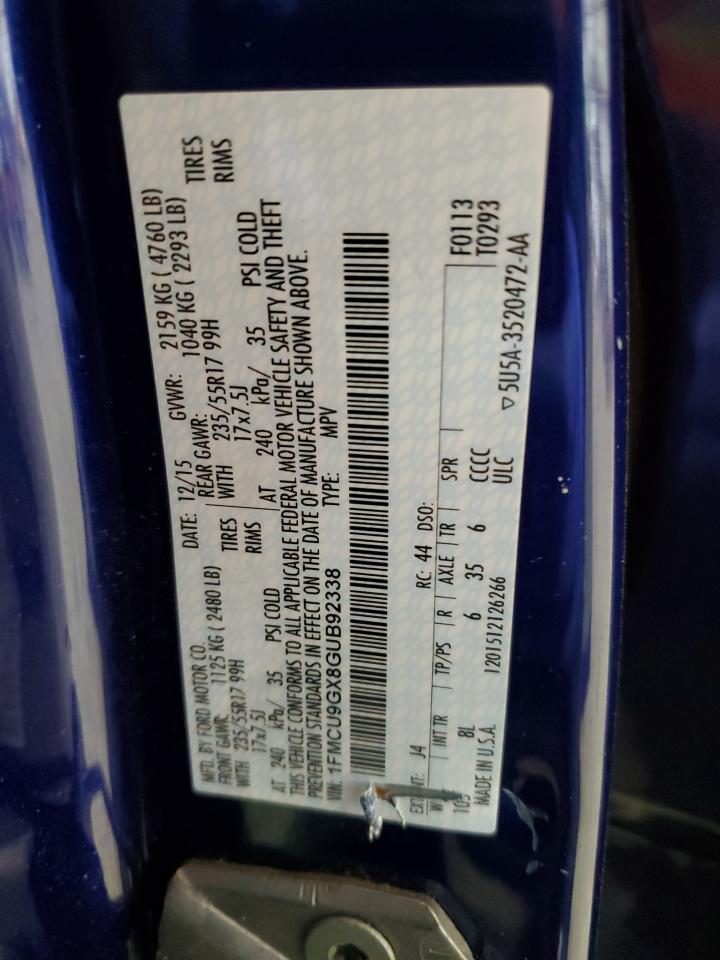 MFD. BY FORD MOTOR CO.
DATE: 12/15 GVWR: 2159 KG ( 4760 LB)
FRONT GAWR: 1125 KG ( 2480 LB) REAR GAWR: 1040 KG ( 2293 LB)
WITH 235/55R17 99H TIRES WITH 235/55R17 99H TIRES
17x7.5J RIMS 17x7.5J RIMS
AT 240 kPa/ 35 PSI COLD AT 240 kPa/ 35 PSI COLD
THIS VEHICLE CONFORMS TO ALL APPLICABLE FEDERAL MOTOR VEHICLE SAFETY AND THEFT
PREVENTION STANDARDS IN EFFECT ON THE DATE OF MANUFACTURE SHOWN ABOVE.
VIN: 1FMCU9GX8GUB92338 TYPE: MPV
J4 RC: 44 DSO: F0113
T0293
INT TR TP/PS R AXLE TR SPR
8L 6 35 6 CCCC
MADE IN U.S.A. 1201512126266 ULC ▽ 5U5A-3520472-AA